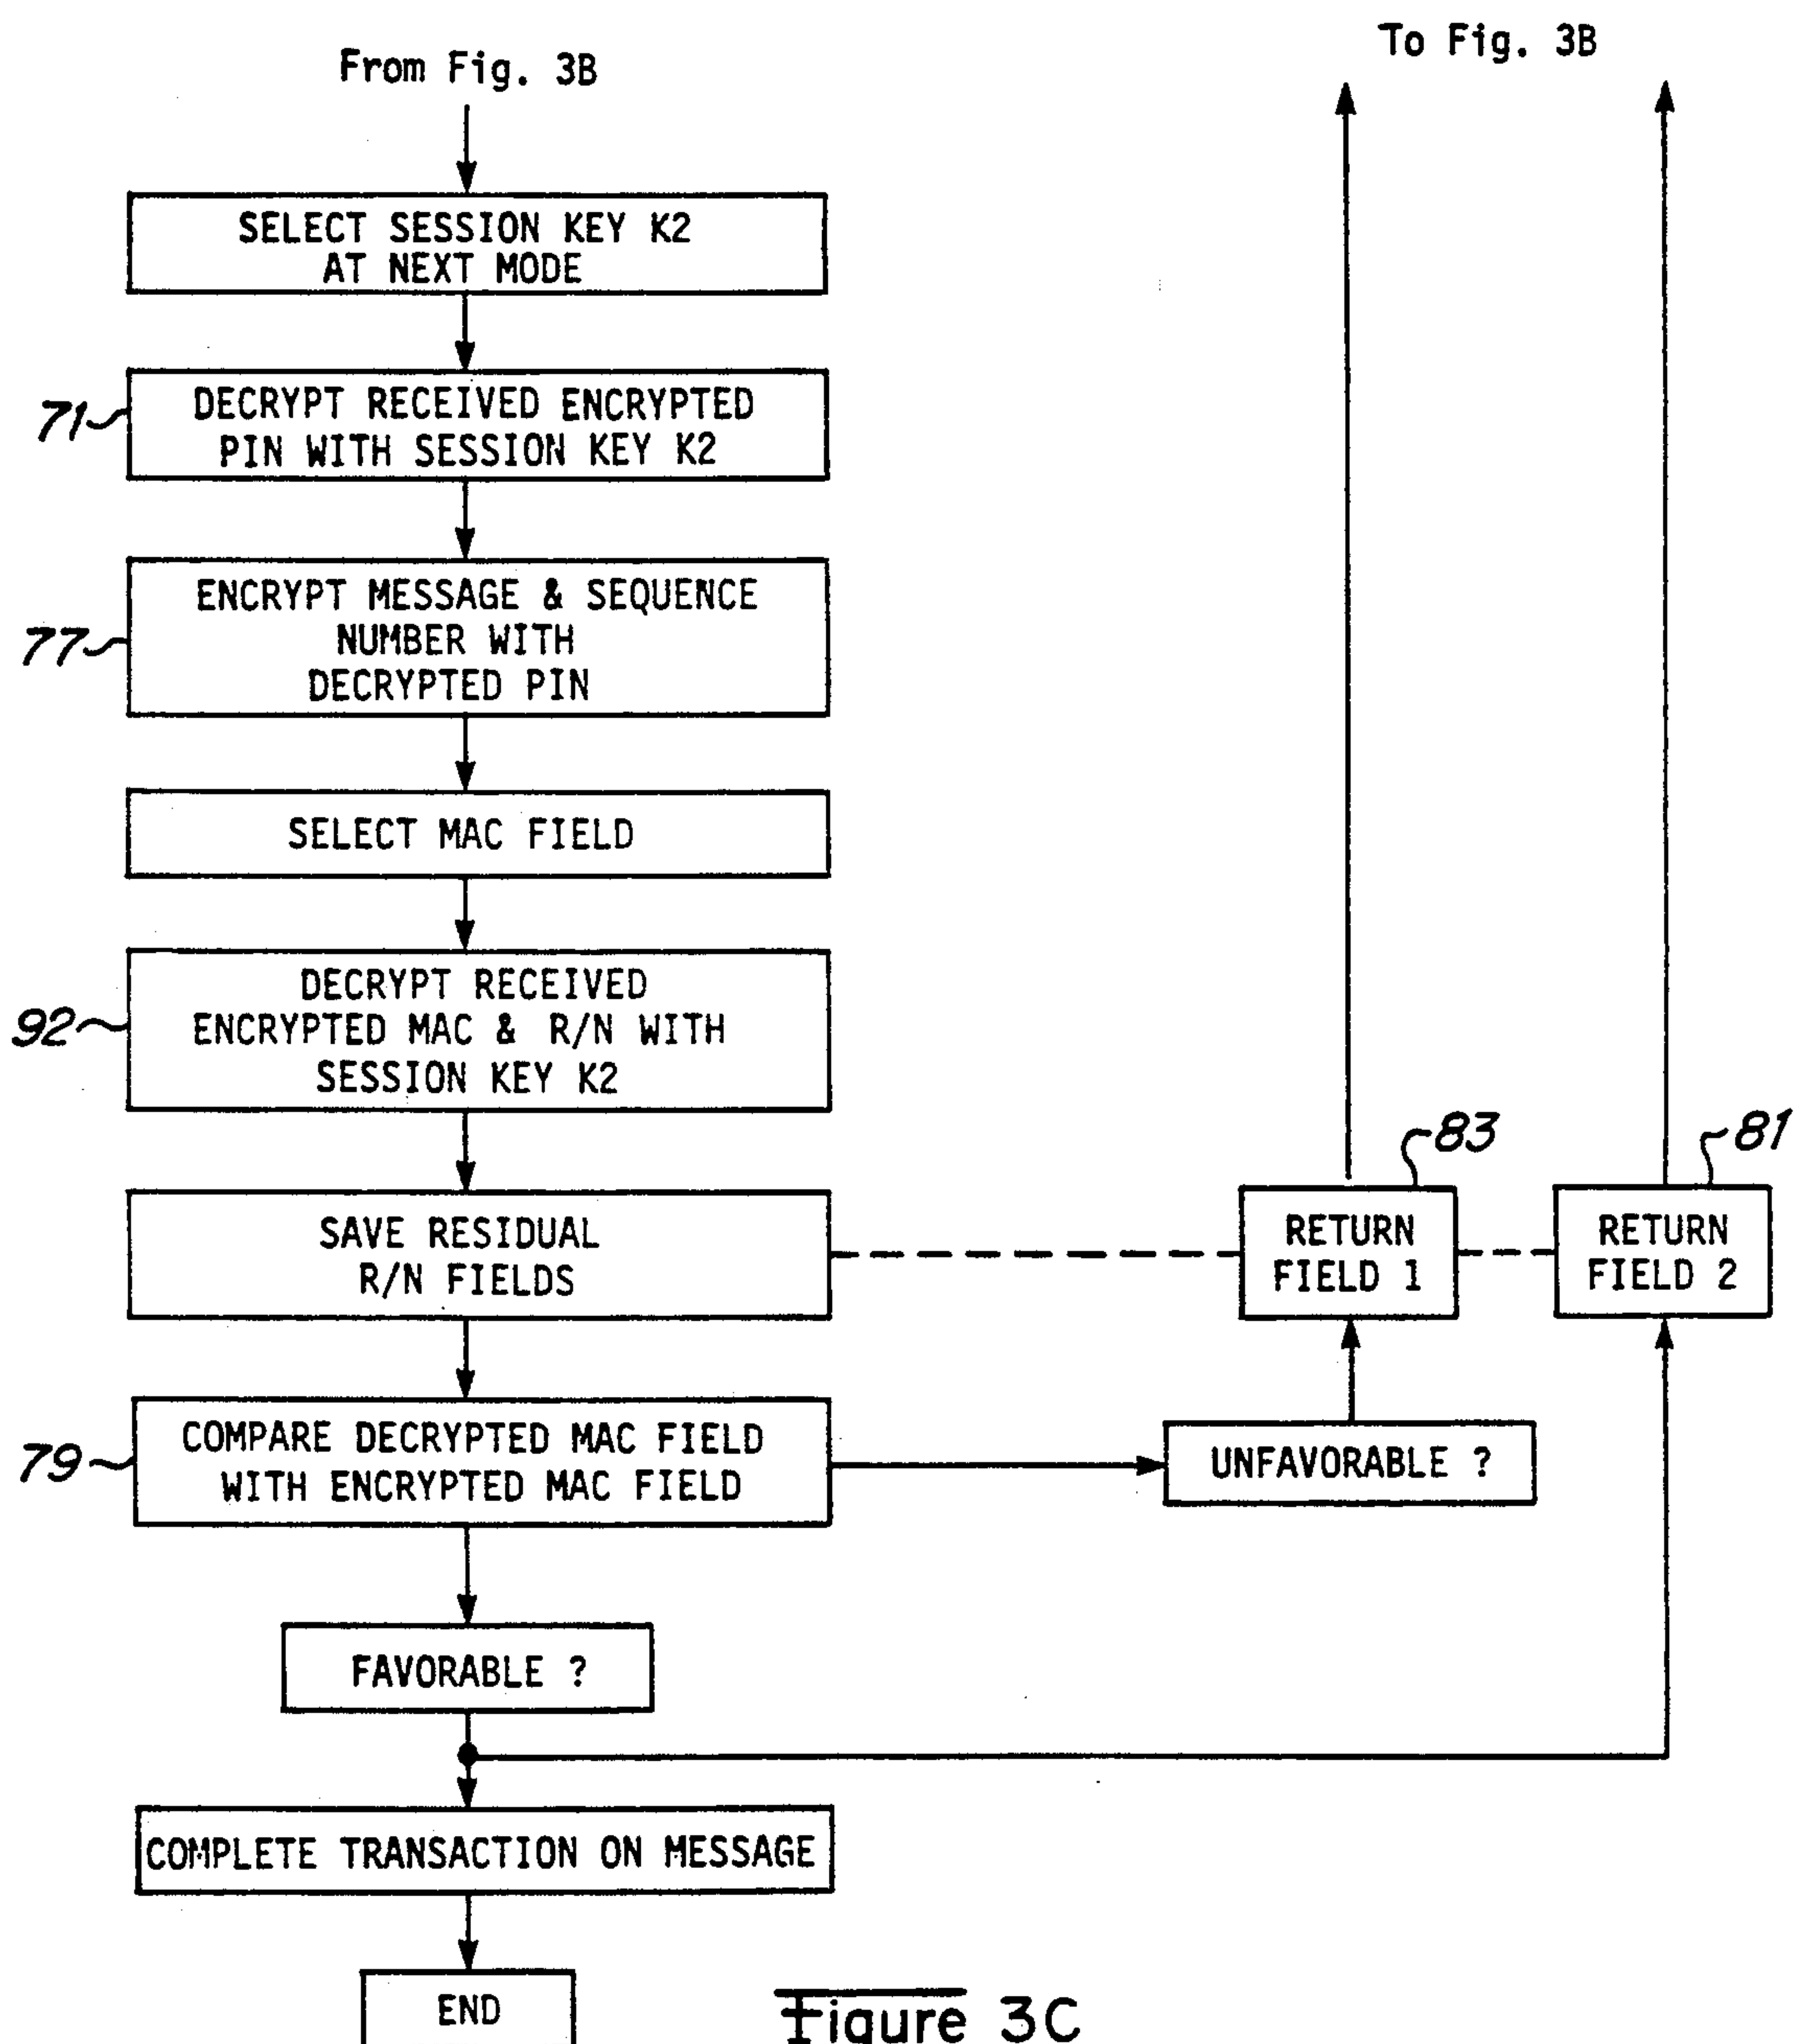 From Fig. 3B
To Fig. 3B
SELECT SESSION KEY K2
AT NEXT MODE
71
DECRYPT RECEIVED ENCRYPTED
PIN WITH SESSION KEY K2
77
ENCRYPT MESSAGE & SEQUENCE
NUMBER WITH
DECRYPTED PIN
SELECT MAC FIELD
92
DECRYPT RECEIVED
ENCRYPTED MAC & R/N WITH
SESSION KEY K2
83
81
SAVE RESIDUAL
R/N FIELDS
RETURN
FIELD 1
RETURN
FIELD 2
79
COMPARE DECRYPTED MAC FIELD
WITH ENCRYPTED MAC FIELD
UNFAVORABLE ?
FAVORABLE ?
COMPLETE TRANSACTION ON MESSAGE
END
Figure 3C